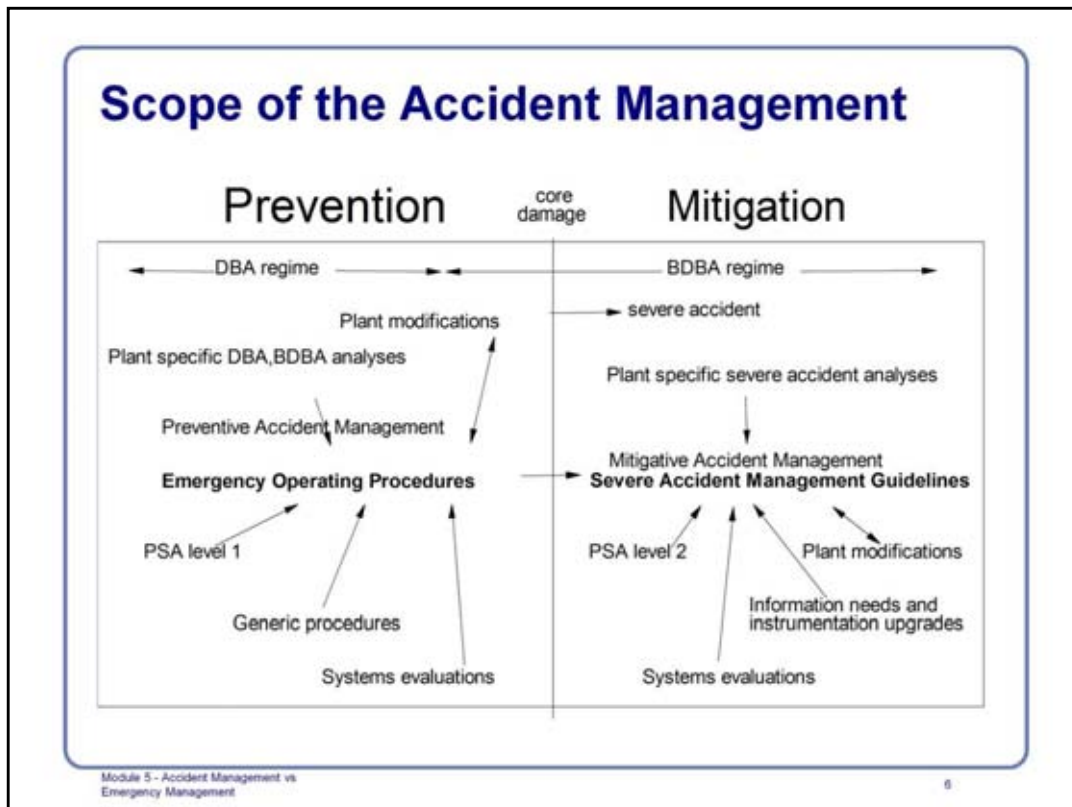 Scope of the Accident Management
Prevention
core
damage
Mitigation
DBA regime
BDBA regime
Plant modifications
severe accident
Plant specific DBA,BDBA analyses
Plant specific severe accident analyses
Preventive Accident Management
Emergency Operating Procedures
Mitigative Accident Management
Severe Accident Management Guidelines
PSA level 1
PSA level 2
Plant modifications
Generic procedures
Information needs and
instrumentation upgrades
Systems evaluations
Systems evaluations
Module 5 - Accident Management vs
Emergency Management
6